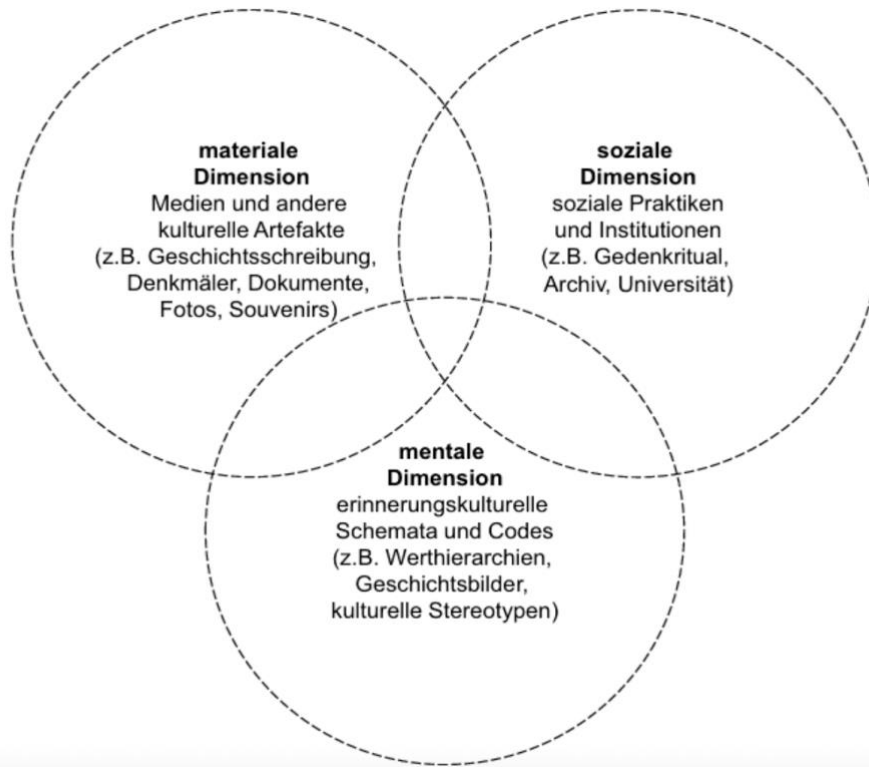 materiale
Dimension
Medien und andere
kulturelle Artefakte
(z.B. Geschichtsschreibung,
Denkmäler, Dokumente,
Fotos, Souvenirs)
soziale
Dimension
soziale Praktiken
und Institutionen
(z.B. Gedenkritual,
Archiv, Universität)
mentale
Dimension
erinnerungskulturelle
Schemata und Codes
(z.B. Werthierarchien,
Geschichtsbilder,
kulturelle Stereotypen)